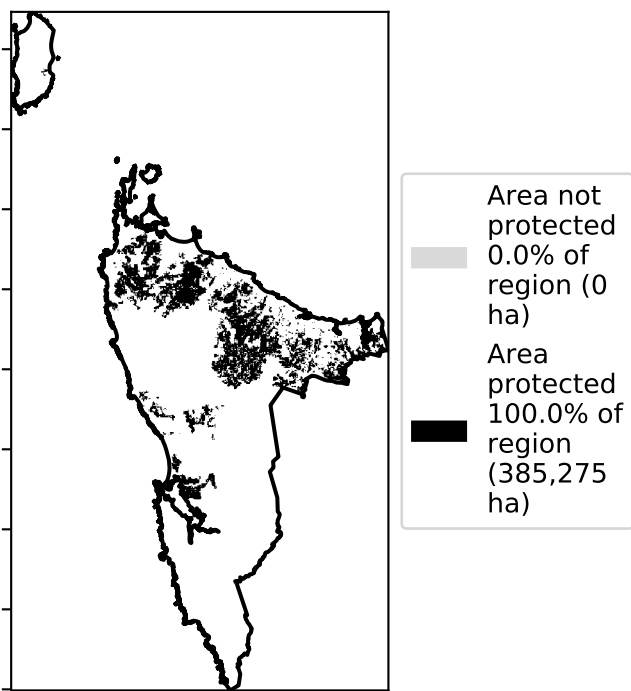 Area not
protected
0.0% of
region (0
ha)
Area
protected
100.0% of
region
(385,275
ha)